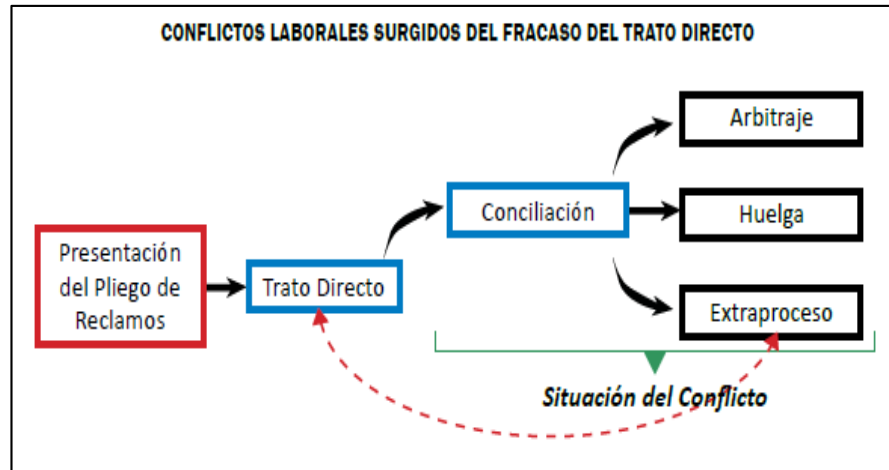 CONFLICTOS LABORALES SURGIDOS DEL FRACASO DEL TRATO DIRECTO
Presentación
del Pliego de
Reclamos
Trato Directo
Conciliación
Arbitraje
Huelga
Extraproceso
Situación del Conflicto